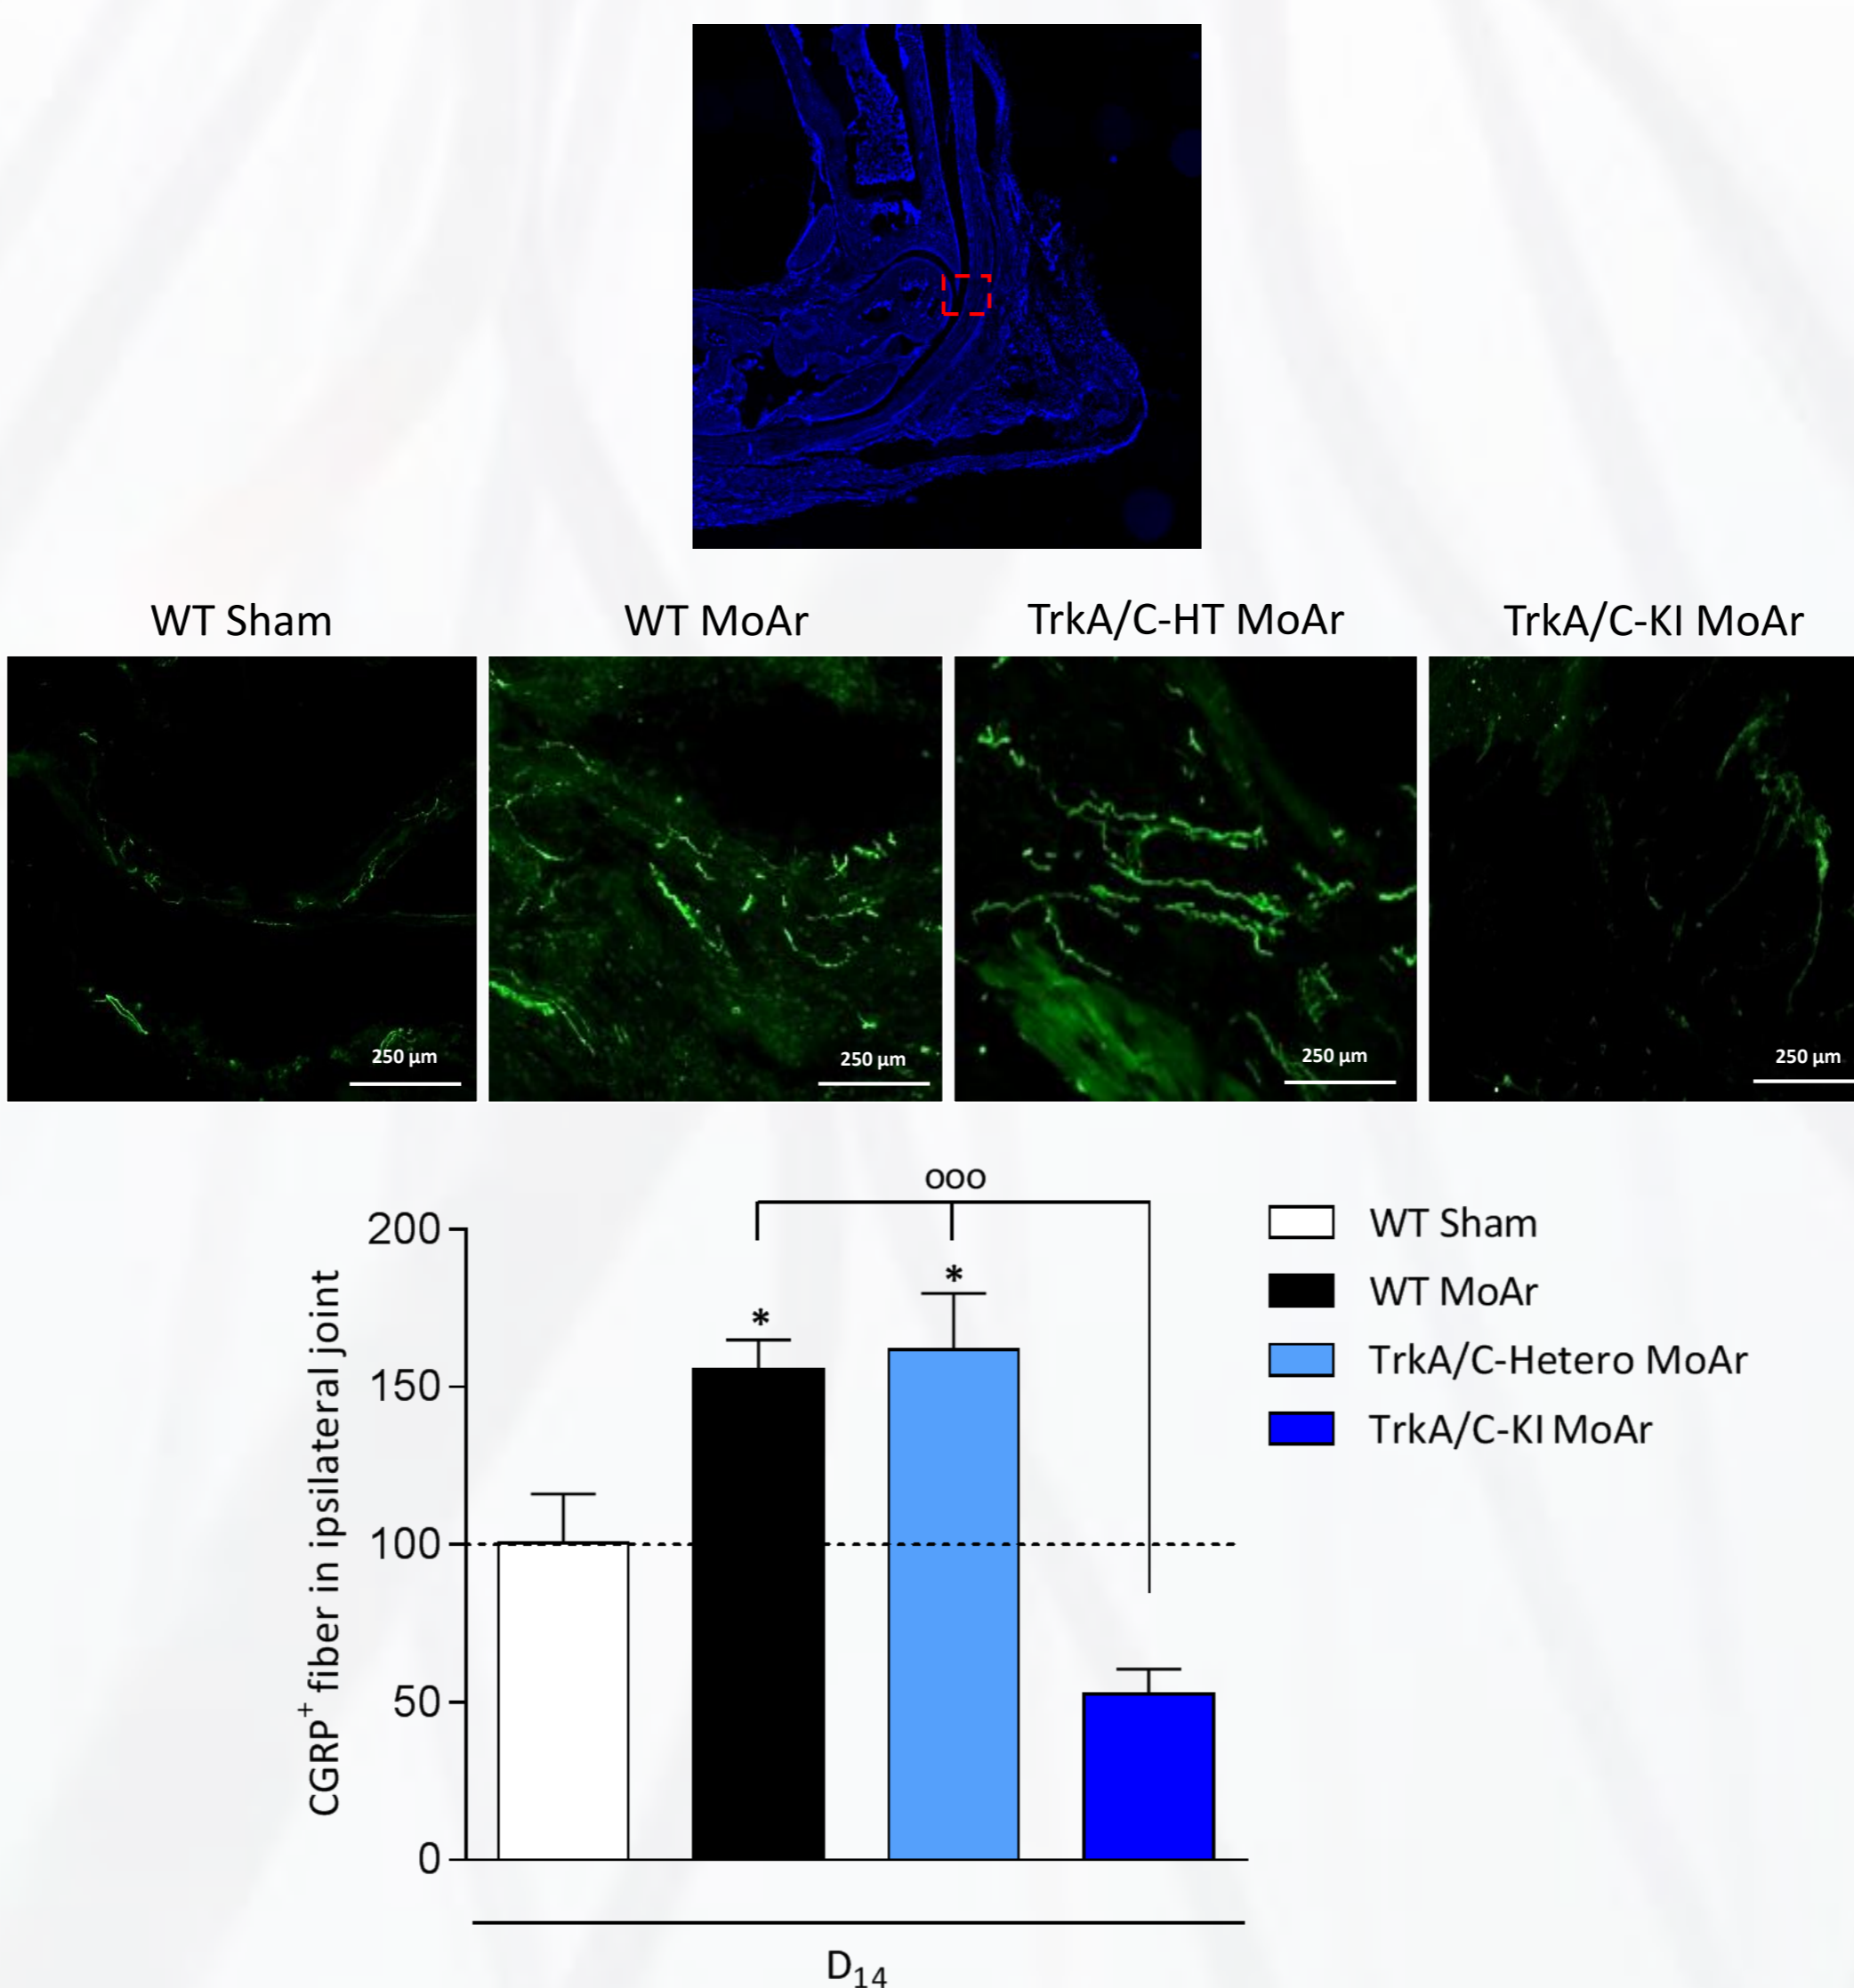 WT Sham
WT MoAr
TrkA/C-HT MoAr
TrkA/C-KI MoAr
250 µm
250 µm
250 µm
250 µm
ooo
200
150
100
50
0
*
*
CGRP⁺ fiber in ipsilateral joint
WT Sham
WT MoAr
TrkA/C-Hetero MoAr
TrkA/C-KI MoAr
D₁₄